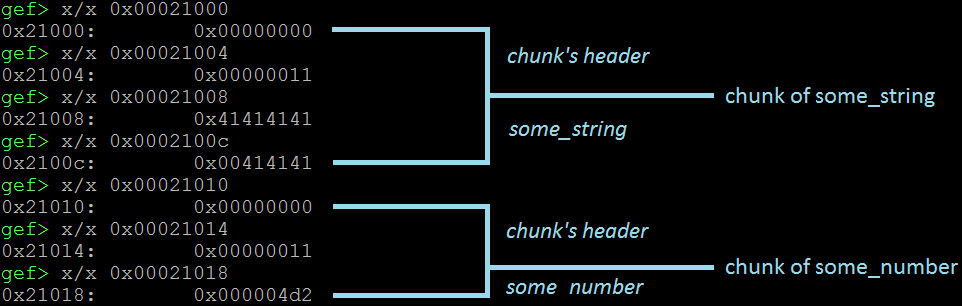 gef> x/x 0x00021000
0x21000: 0x00000000
gef> x/x 0x00021004
0x21004: 0x00000011
gef> x/x 0x00021008
0x21008: 0x41414141
gef> x/x 0x0002100c
0x2100c: 0x00414141
gef> x/x 0x00021010
0x21010: 0x00000000
gef> x/x 0x00021014
0x21014: 0x00000011
gef> x/x 0x00021018
0x21018: 0x000004d2
chunk's header
chunk of some_string
some_string
chunk's header
chunk of some_number
some_number